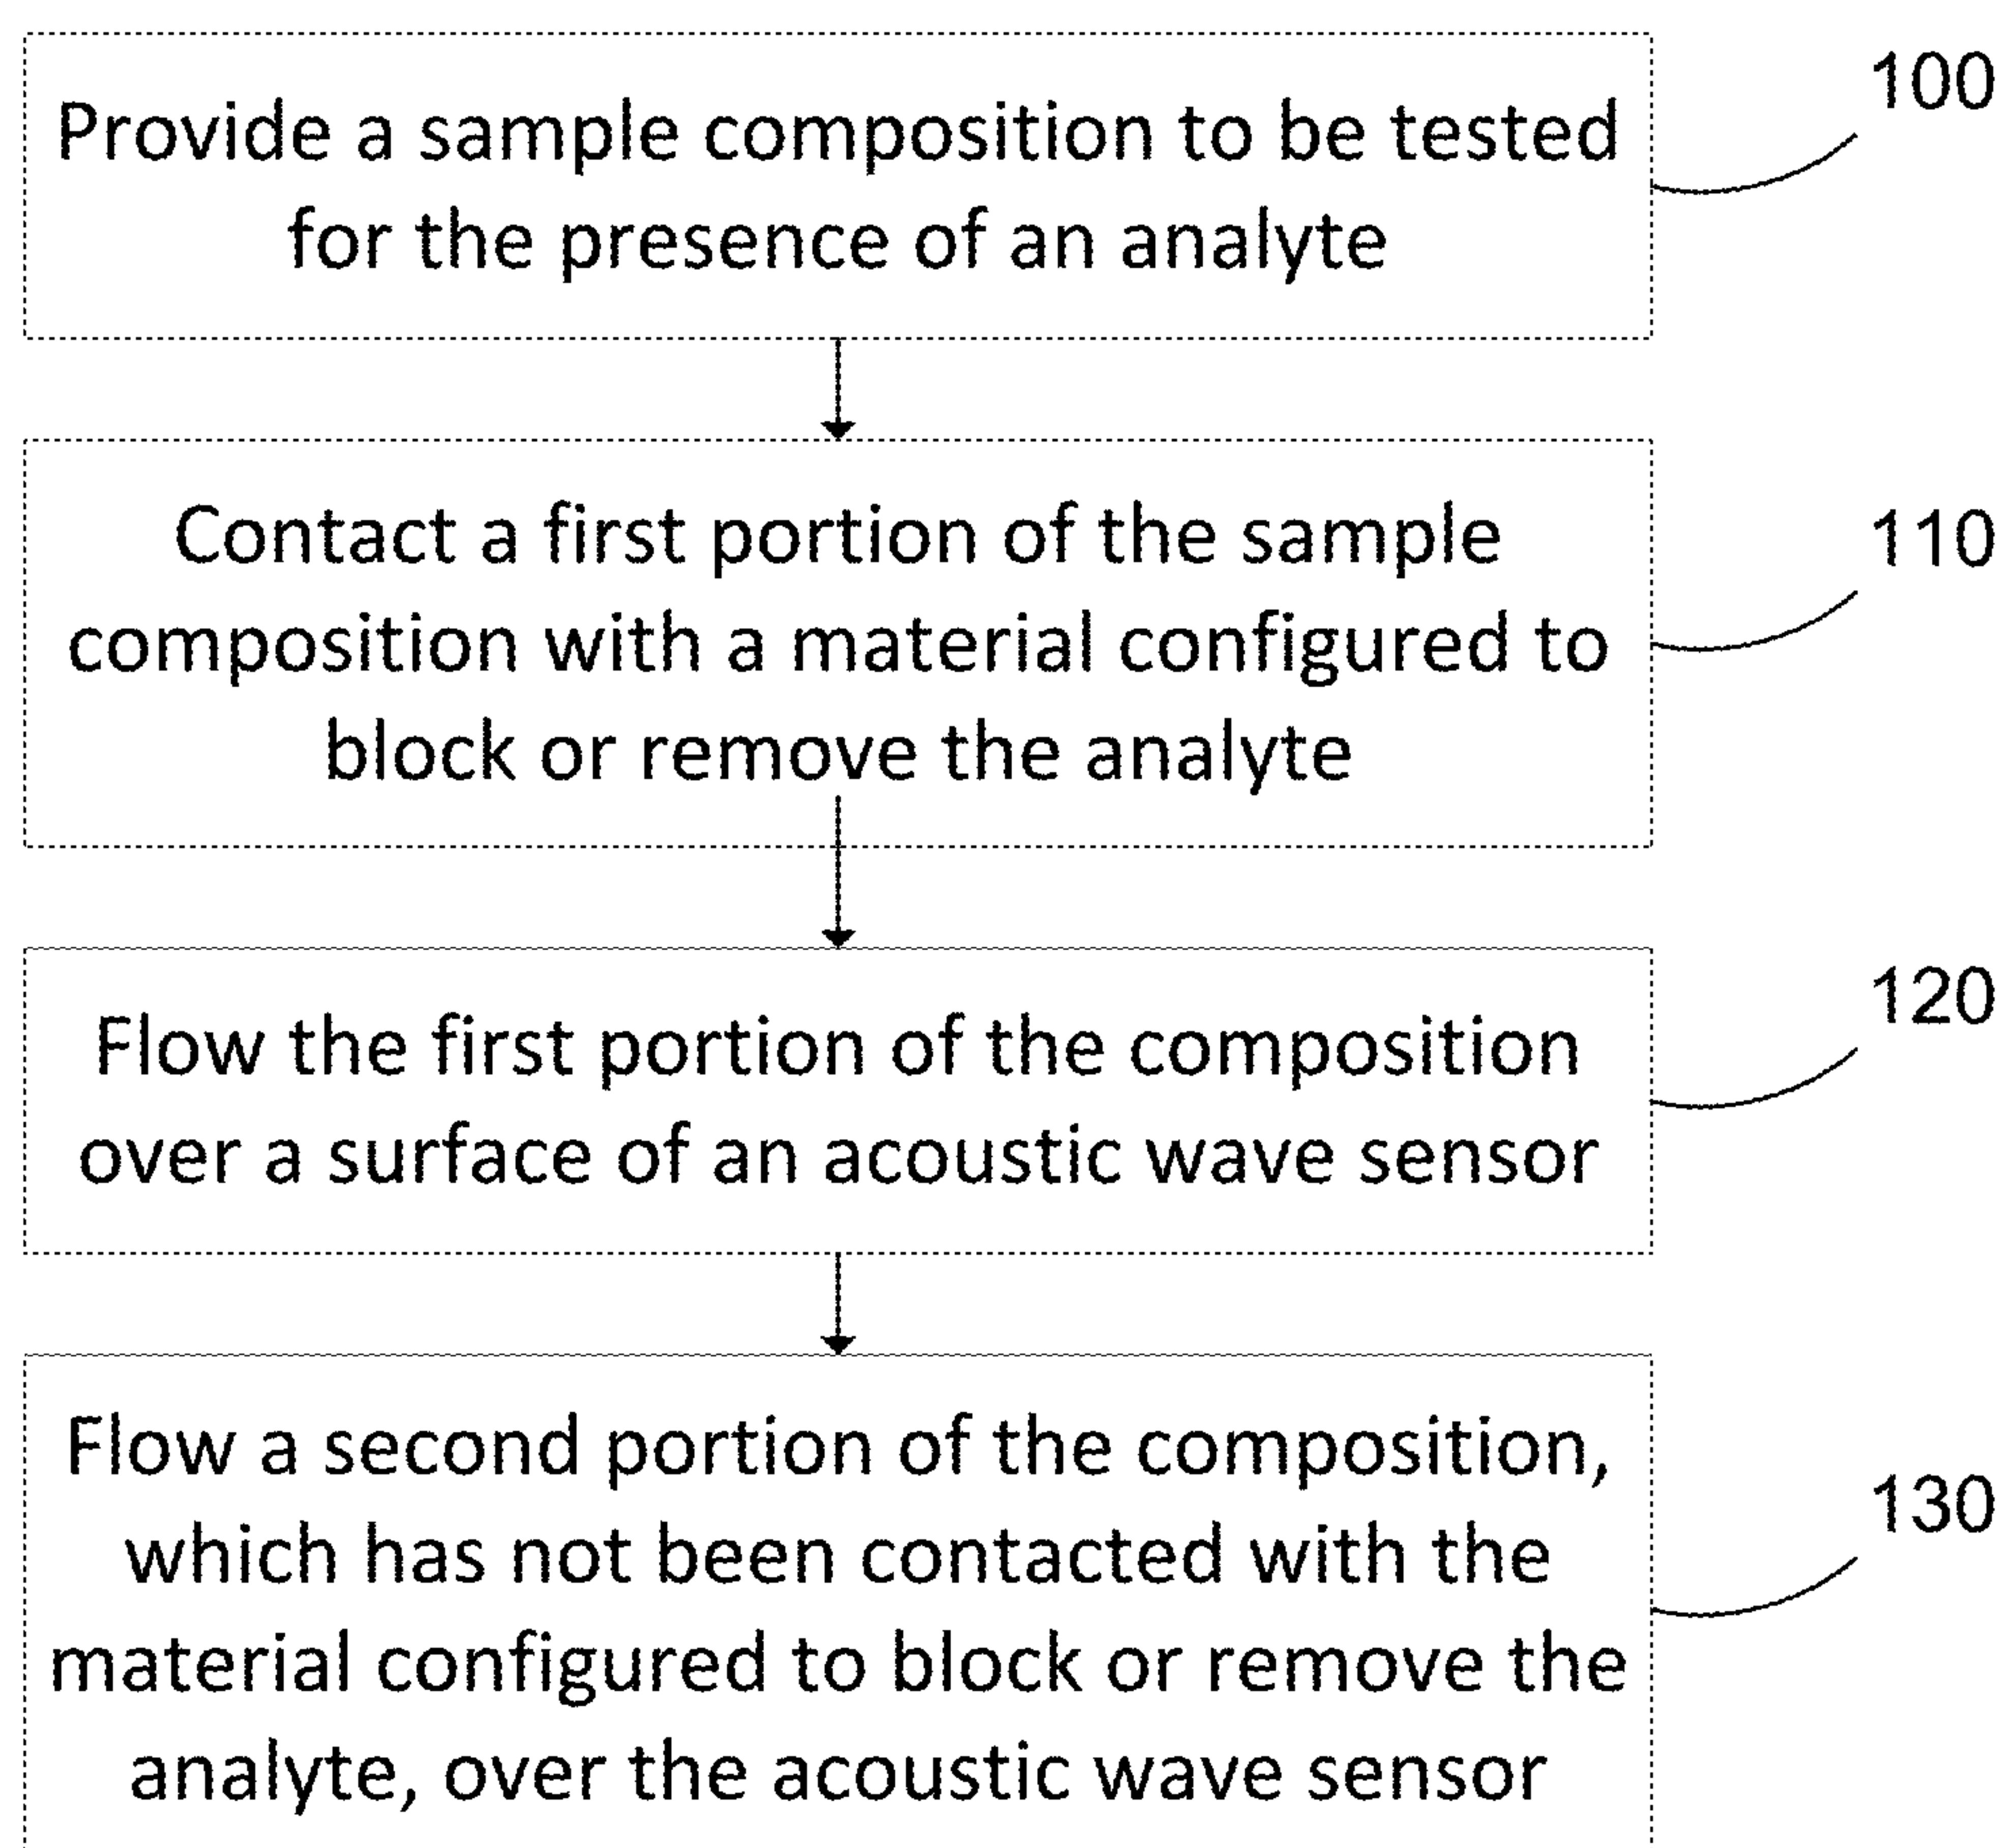 Provide a sample composition to be tested
for the presence of an analyte
100
Contact a first portion of the sample
composition with a material configured to
block or remove the analyte
110
Flow the first portion of the composition
over a surface of an acoustic wave sensor
120
Flow a second portion of the composition,
which has not been contacted with the
material configured to block or remove the
analyte, over the acoustic wave sensor
130